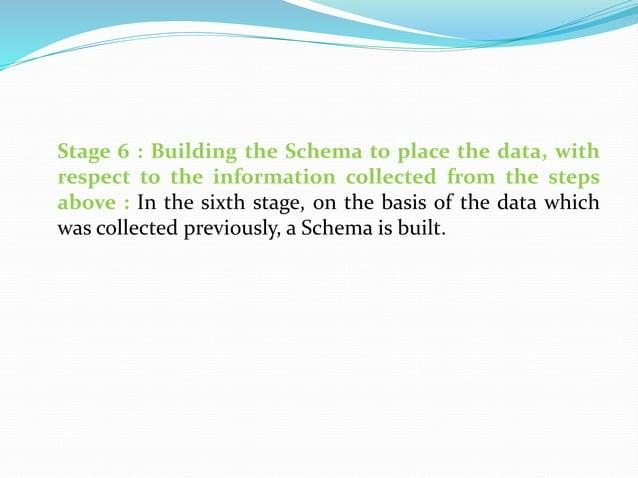 Stage 6 : Building the Schema to place the data, with
respect to the information collected from the steps
above : In the sixth stage, on the basis of the data which
was collected previously, a Schema is built.